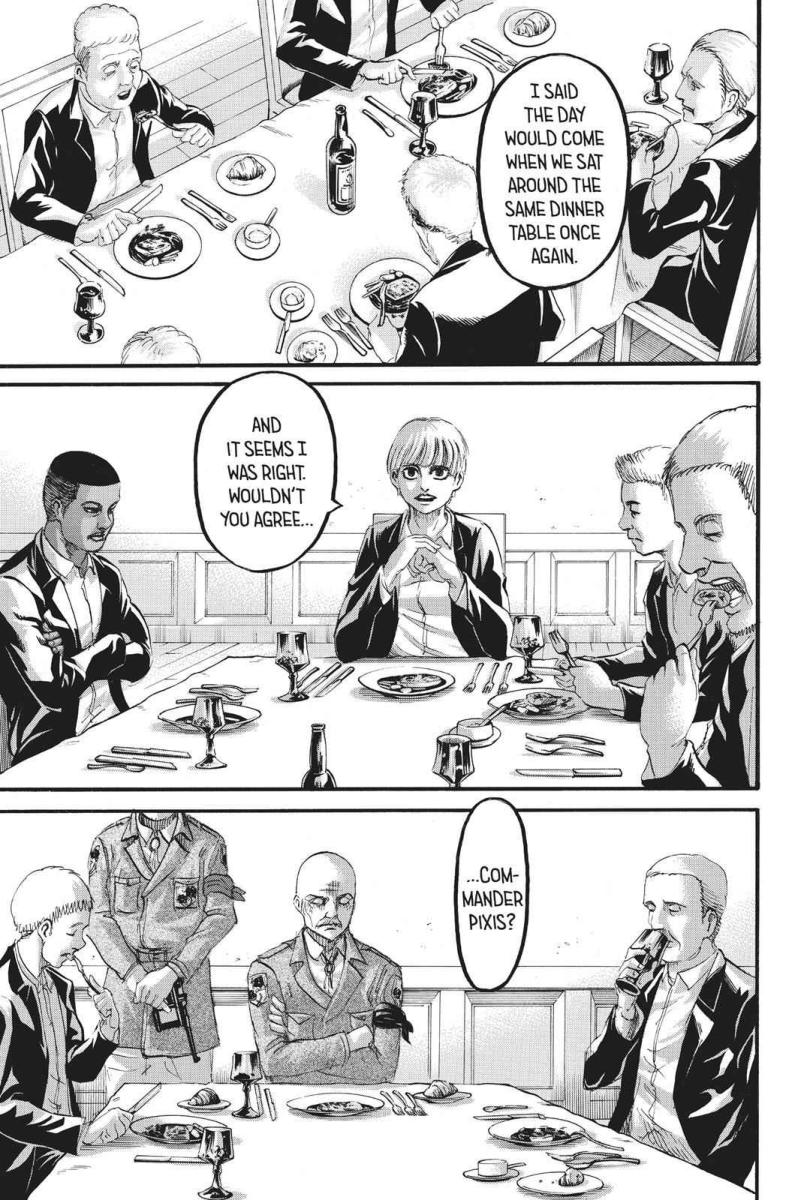 I SAID
THE DAY
WOULD COME
WHEN WE SAT
AROUND THE
SAME DINNER
TABLE ONCE
AGAIN.
AND
IT SEEMS I
WAS RIGHT.
WOULDN'T
YOU AGREE...
...COM-
MANDER
PIXIS?